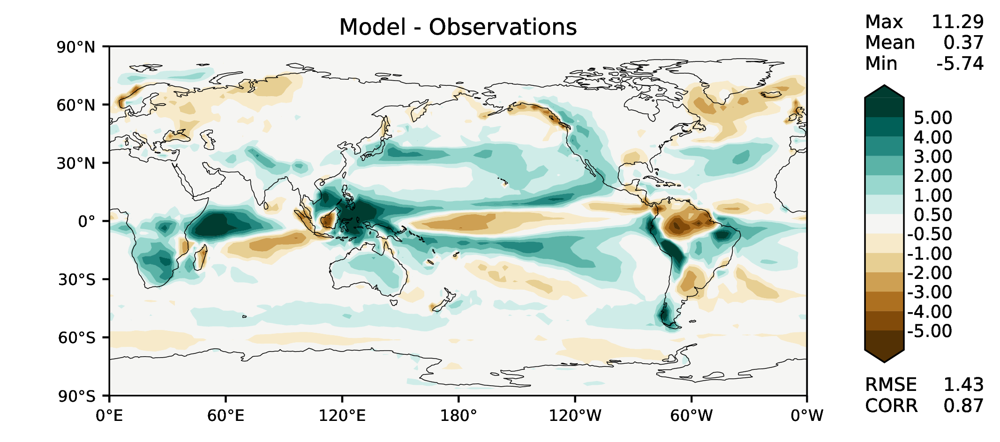 Model - Observations
Max 11.29
Mean 0.37
Min -5.74
90°N
60°N
30°N
0°
30°S
60°S
90°S
0°E 60°E 120°E 180° 120°W 60°W 0°W
5.00
4.00
3.00
2.00
1.00
0.50
-0.50
-1.00
-2.00
-3.00
-4.00
-5.00
RMSE 1.43
CORR 0.87